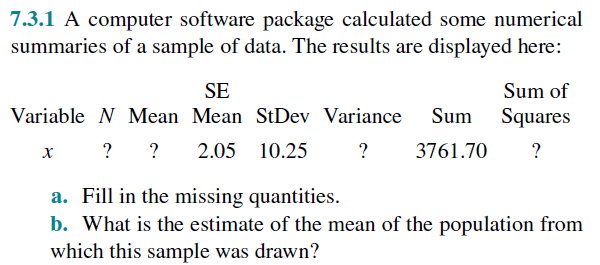 7.3.1 A computer software package calculated some numerical
summaries of a sample of data. The results are displayed here:
SE Sum of
Variable N Mean Mean StDev Variance Sum Squares
x ? ? 2.05 10.25 ? 3761.70 ?
a. Fill in the missing quantities.
b. What is the estimate of the mean of the population from
which this sample was drawn?